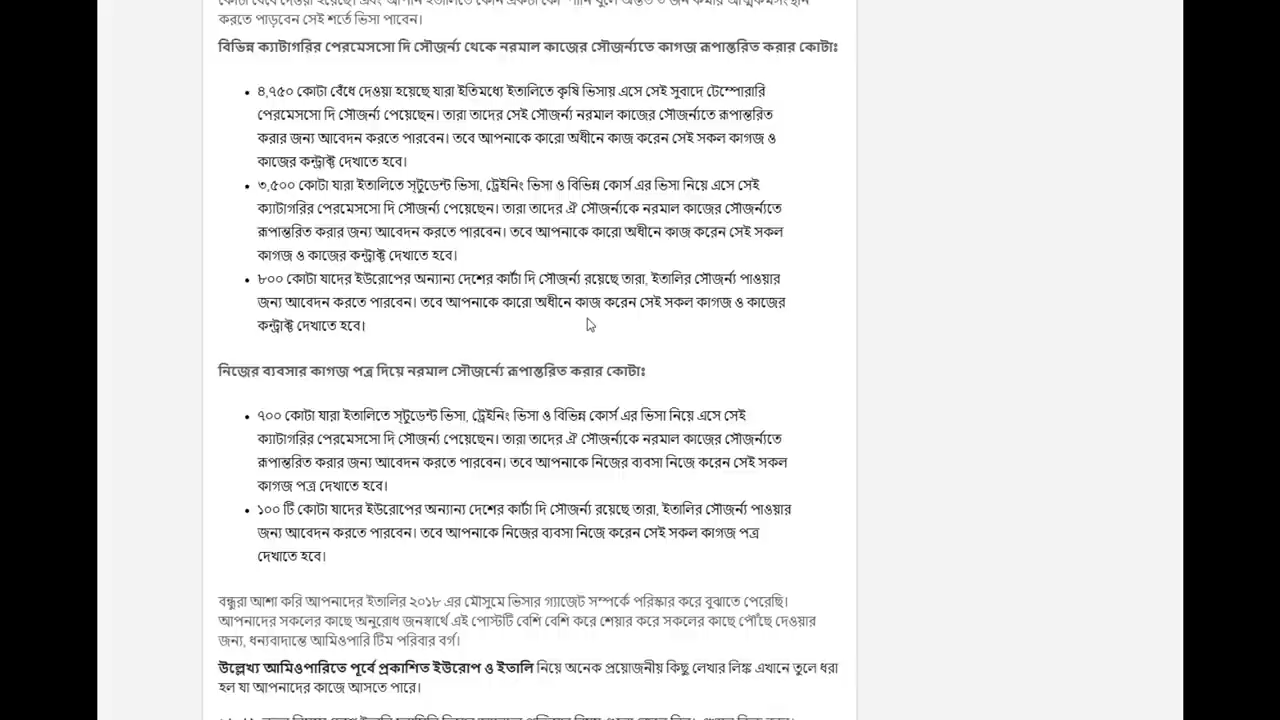 করতে পাড়বেন সেই শর্তে ভিসা পাবেন।
বিভিন্ন ক্যাটাগরির পেরমেসসো দি সৌজর্ন্য থেকে নরমাল কাজের সৌজর্ন্যতে কাগজ রূপান্তরিত করার কোটাঃ
• ৪,৭৫০ কোটা বেঁধে দেওয়া হয়েছে যারা ইতিমধ্যে ইতালিতে কৃষি ভিসায় এসে সেই সুবাদে টেম্পোরারি
পেরমেসসো দি সৌজর্ন্য পেয়েছেন। তারা তাদের সেই সৌজর্ন্য নরমাল কাজের সৌজর্ন্যতে রূপান্তরিত
করার জন্য আবেদন করতে পারবেন। তবে আপনাকে কারো অধীনে কাজ করেন সেই সকল কাগজ ও
কাজের কন্ট্রাক্ট দেখাতে হবে।
• ৩,৫০০ কোটা যারা ইতালিতে স্টুডেন্ট ভিসা, ট্রেইনিং ভিসা ও বিভিন্ন কোর্স এর ভিসা নিয়ে এসে সেই
ক্যাটাগরির পেরমেসসো দি সৌজর্ন্য পেয়েছেন। তারা তাদের ঐ সৌজর্ন্যকে নরমাল কাজের সৌজর্ন্যতে
রূপান্তরিত করার জন্য আবেদন করতে পারবেন। তবে আপনাকে কারো অধীনে কাজ করেন সেই সকল
কাগজ ও কাজের কন্ট্রাক্ট দেখাতে হবে।
• ৮০০ কোটা যাদের ইউরোপের অন্যান্য দেশের কার্টা দি সৌজর্ন্য রয়েছে তারা, ইতালির সৌজর্ন্য পাওয়ার
জন্য আবেদন করতে পারবেন। তবে আপনাকে কারো অধীনে কাজ করেন সেই সকল কাগজ ও কাজের
কন্ট্রাক্ট দেখাতে হবে।
নিজের ব্যবসার কাগজ পত্র দিয়ে নরমাল সৌজর্ন্যে রূপান্তরিত করার কোটাঃ
• ৭০০ কোটা যারা ইতালিতে স্টুডেন্ট ভিসা, ট্রেইনিং ভিসা ও বিভিন্ন কোর্স এর ভিসা নিয়ে এসে সেই
ক্যাটাগরির পেরমেসসো দি সৌজর্ন্য পেয়েছেন। তারা তাদের ঐ সৌজর্ন্যকে নরমাল কাজের সৌজর্ন্যতে
রূপান্তরিত করার জন্য আবেদন করতে পারবেন। তবে আপনাকে নিজের ব্যবসা নিজে করেন সেই সকল
কাগজ পত্র দেখাতে হবে।
• ১০০ টি কোটা যাদের ইউরোপের অন্যান্য দেশের কার্টা দি সৌজর্ন্য রয়েছে তারা, ইতালির সৌজর্ন্য পাওয়ার
জন্য আবেদন করতে পারবেন। তবে আপনাকে নিজের ব্যবসা নিজে করেন সেই সকল কাগজ পত্র
দেখাতে হবে।
বন্ধুরা আশা করি আপনাদের ইতালির ২০১৮ এর মৌসুমে ভিসার গ্যাজেট সম্পর্কে পরিস্কার করে বুঝাতে পেরেছি।
আপনাদের সকলের কাছে অনুরোধ জনস্বার্থে এই পোস্টটি বেশি বেশি করে শেয়ার করে সকলের কাছে পৌঁছে দেওয়ার
জন্য, ধন্যবাদান্তে আমিওপারি টিম পরিবার বর্গ।
উল্লেখ্য আমিওপারিতে পূর্বে প্রকাশিত ইউরোপ ও ইতালি নিয়ে অনেক প্রয়োজনীয় কিছু লেখার লিঙ্ক এখানে তুলে ধরা
হল যা আপনাদের কাজে আসতে পারে।